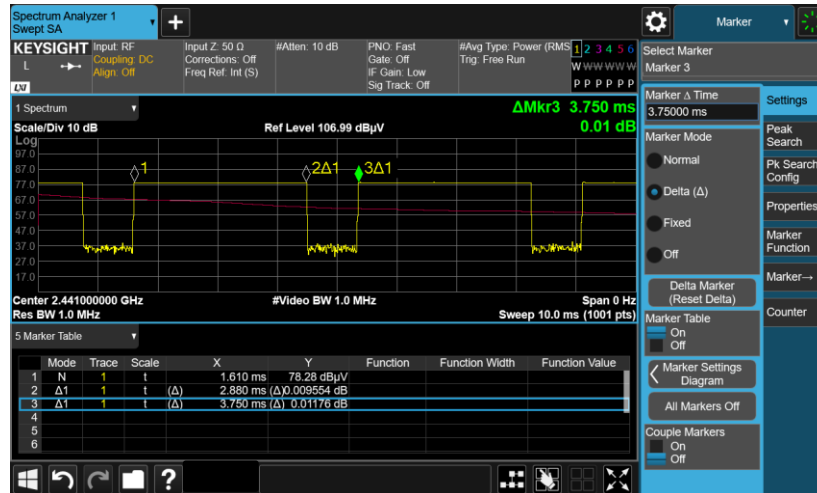 Spectrum Analyzer 1
Swept SA
Marker
KEYSIGHT
L
LXI
Input: RF
Coupling: DC
Align: Off
Input Z: 50 Ω
Corrections: Off
Freq Ref: Int (S)
#Atten: 10 dB
PNO: Fast
Gate: Off
IF Gain: Low
Sig Track: Off
#Avg Type: Power (RMS
Trig: Free Run
1 2 3 4 5 6
W W W W W W
P P P P P P
1 Spectrum
Scale/Div 10 dB
Ref Level 106.99 dBµV
ΔMkr3 3.750 ms
0.01 dB
Log
97.0
87.0
77.0
67.0
57.0
47.0
37.0
27.0
17.0
1
2Δ1
3Δ1
Center 2.441000000 GHz
Res BW 1.0 MHz
#Video BW 1.0 MHz
Span 0 Hz
Sweep 10.0 ms (1001 pts)
5 Marker Table
Mode Trace Scale X Y Function Function Width Function Value
1 N 1 t 1.610 ms 78.28 dBµV
2 Δ1 1 t (Δ) 2.880 ms (Δ) 0.009554 dB
3 Δ1 1 t (Δ) 3.750 ms (Δ) 0.01176 dB
4
5
6
?
Select Marker
Marker 3
Marker Δ Time
3.75000 ms
Marker Mode
Normal
Delta (Δ)
Fixed
Off
Delta Marker
(Reset Delta)
Marker Table
On
Off
Marker Settings
Diagram
All Markers Off
Couple Markers
On
Off
Settings
Peak
Search
Pk Search
Config
Properties
Marker
Function
Marker→
Counter